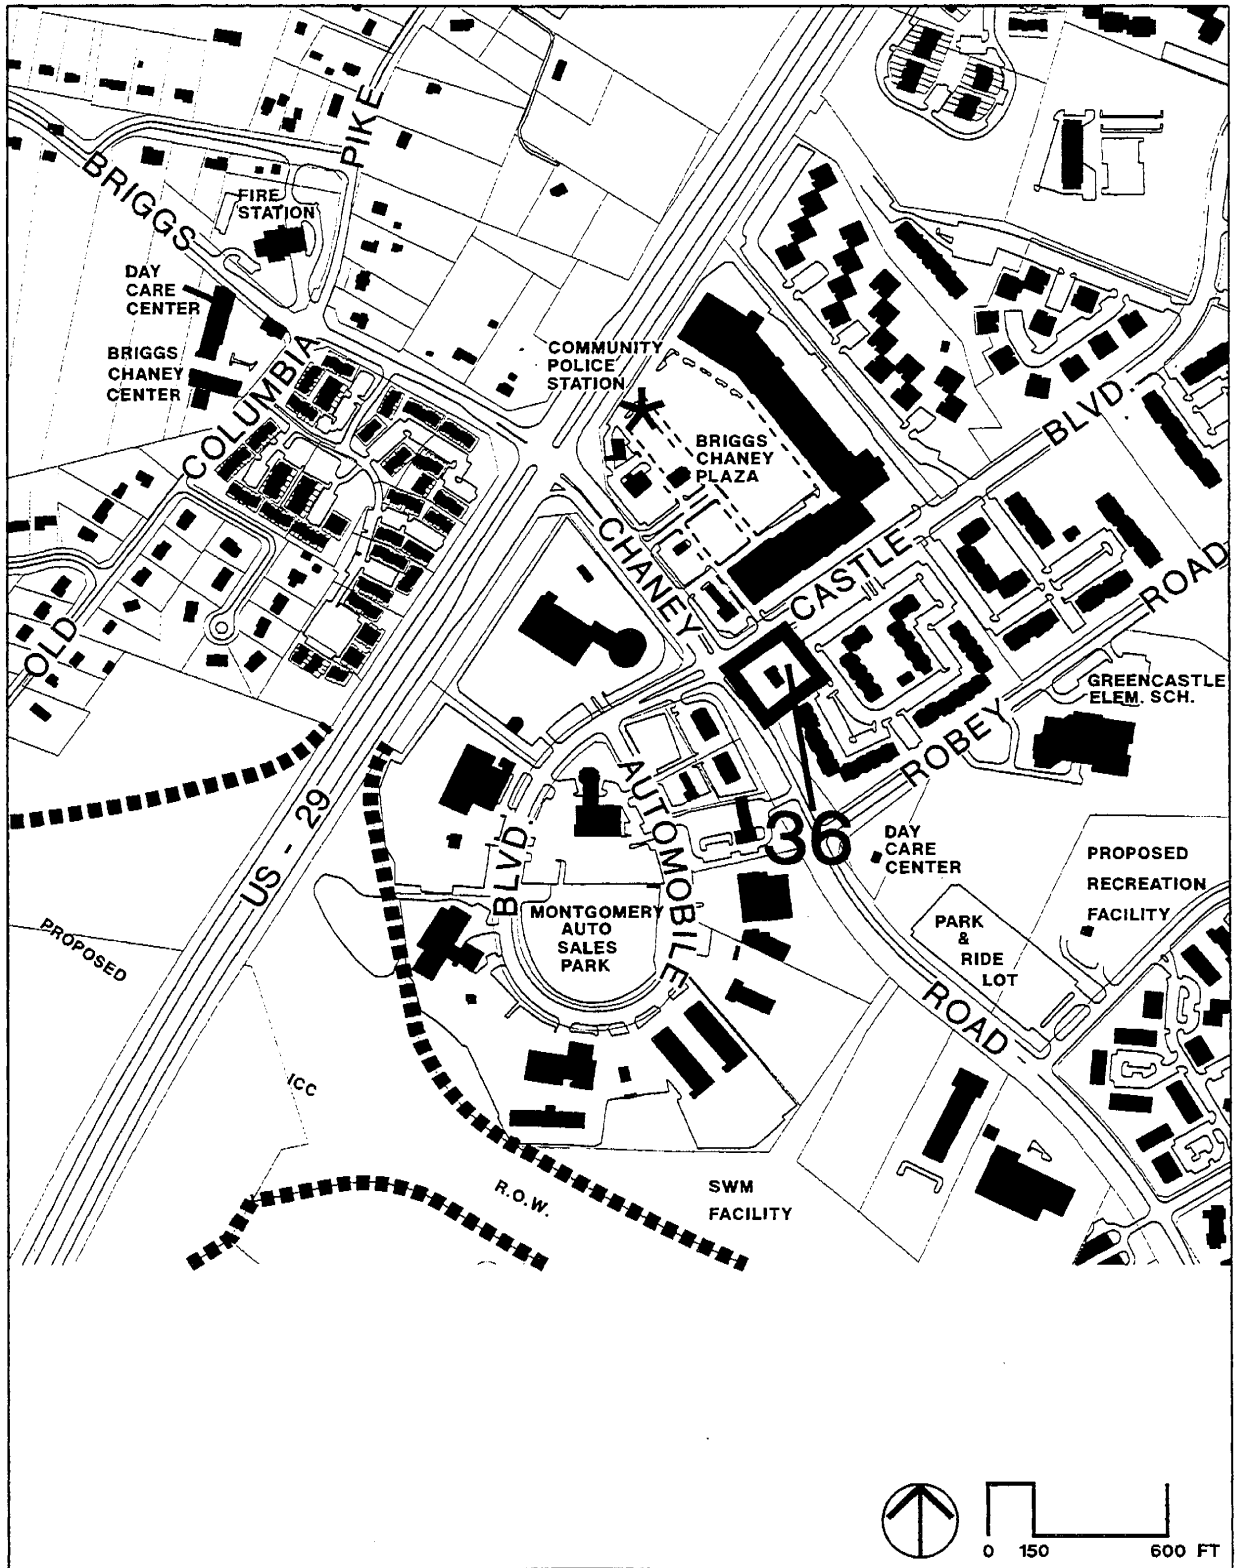 PIKE
BRIGGS
FIRE
STATION
DAY
CARE
CENTER
BRIGGS
CHANEY
CENTER
COLUMBIA
OLD
COMMUNITY
POLICE
STATION
BRIGGS
CHANEY
PLAZA
BLVD.
CASTLE
CHANEY
ROAD
ROBEY
GREENCASTLE
ELEM. SCH.
AUTOMOBILE
BLVD.
36
US - 29
DAY
CARE
CENTER
PROPOSED
RECREATION
FACILITY
MONTGOMERY
AUTO
SALES
PARK
PARK
&
RIDE
LOT
ROAD
PROPOSED
ICC
R.O.W.
SWM
FACILITY
0 150 600 FT